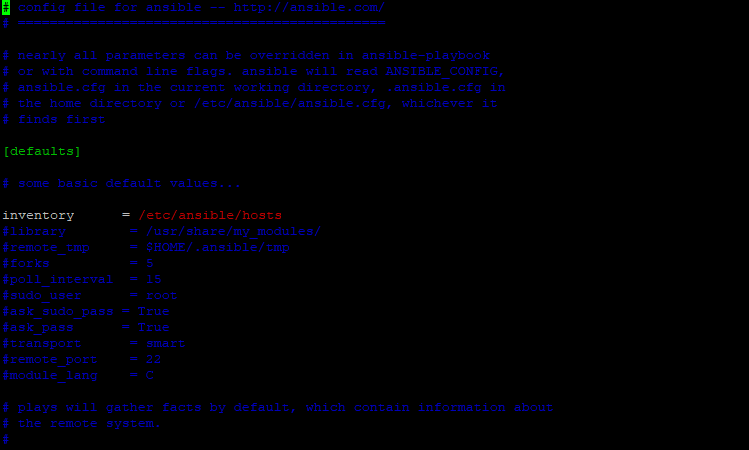 # config file for ansible -- http://ansible.com/
# ==============================================
# nearly all parameters can be overridden in ansible-playbook
# or with command line flags. ansible will read ANSIBLE_CONFIG,
# ansible.cfg in the current working directory, .ansible.cfg in
# the home directory or /etc/ansible/ansible.cfg, whichever it
# finds first
[defaults]
# some basic default values...
inventory      = /etc/ansible/hosts
#library        = /usr/share/my_modules/
#remote_tmp     = $HOME/.ansible/tmp
#forks          = 5
#poll_interval  = 15
#sudo_user      = root
#ask_sudo_pass = True
#ask_pass      = True
#transport      = smart
#remote_port    = 22
#module_lang    = C
# plays will gather facts by default, which contain information about
# the remote system.
#